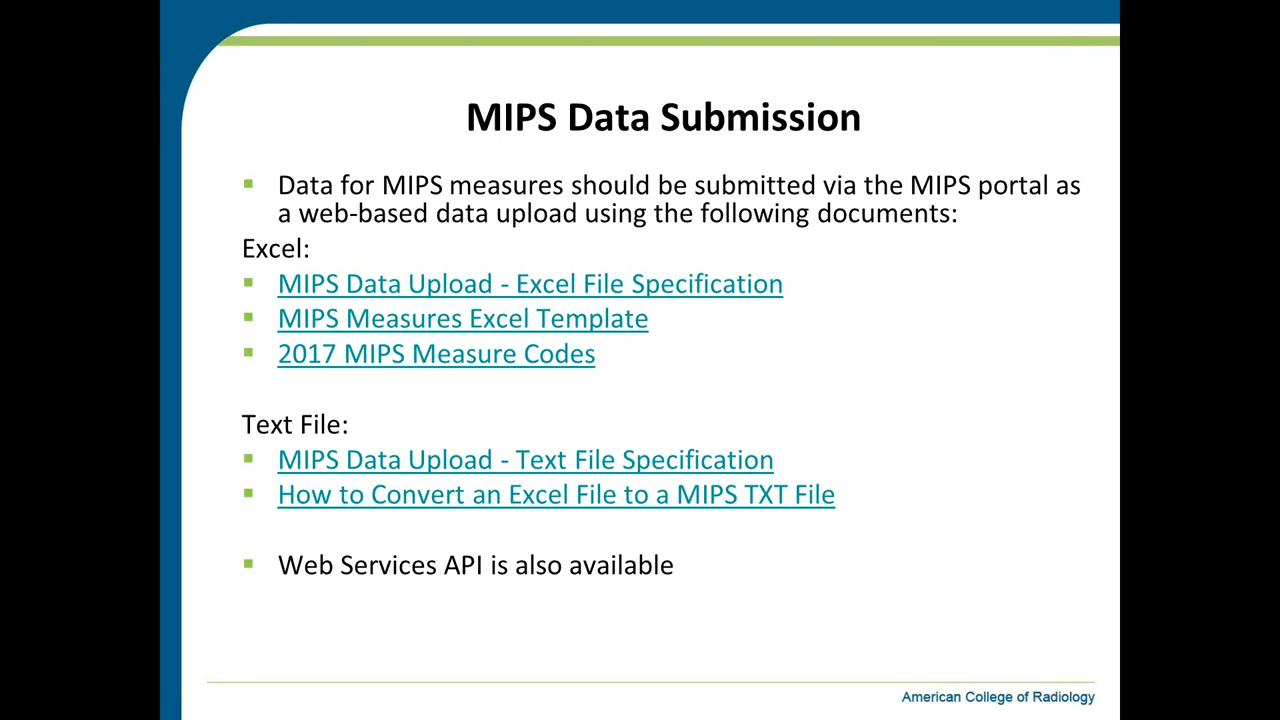 MIPS Data Submission
Data for MIPS measures should be submitted via the MIPS portal as
a web-based data upload using the following documents:
Excel:
MIPS Data Upload - Excel File Specification
MIPS Measures Excel Template
2017 MIPS Measure Codes
Text File:
MIPS Data Upload - Text File Specification
How to Convert an Excel File to a MIPS TXT File
Web Services API is also available
American College of Radiology